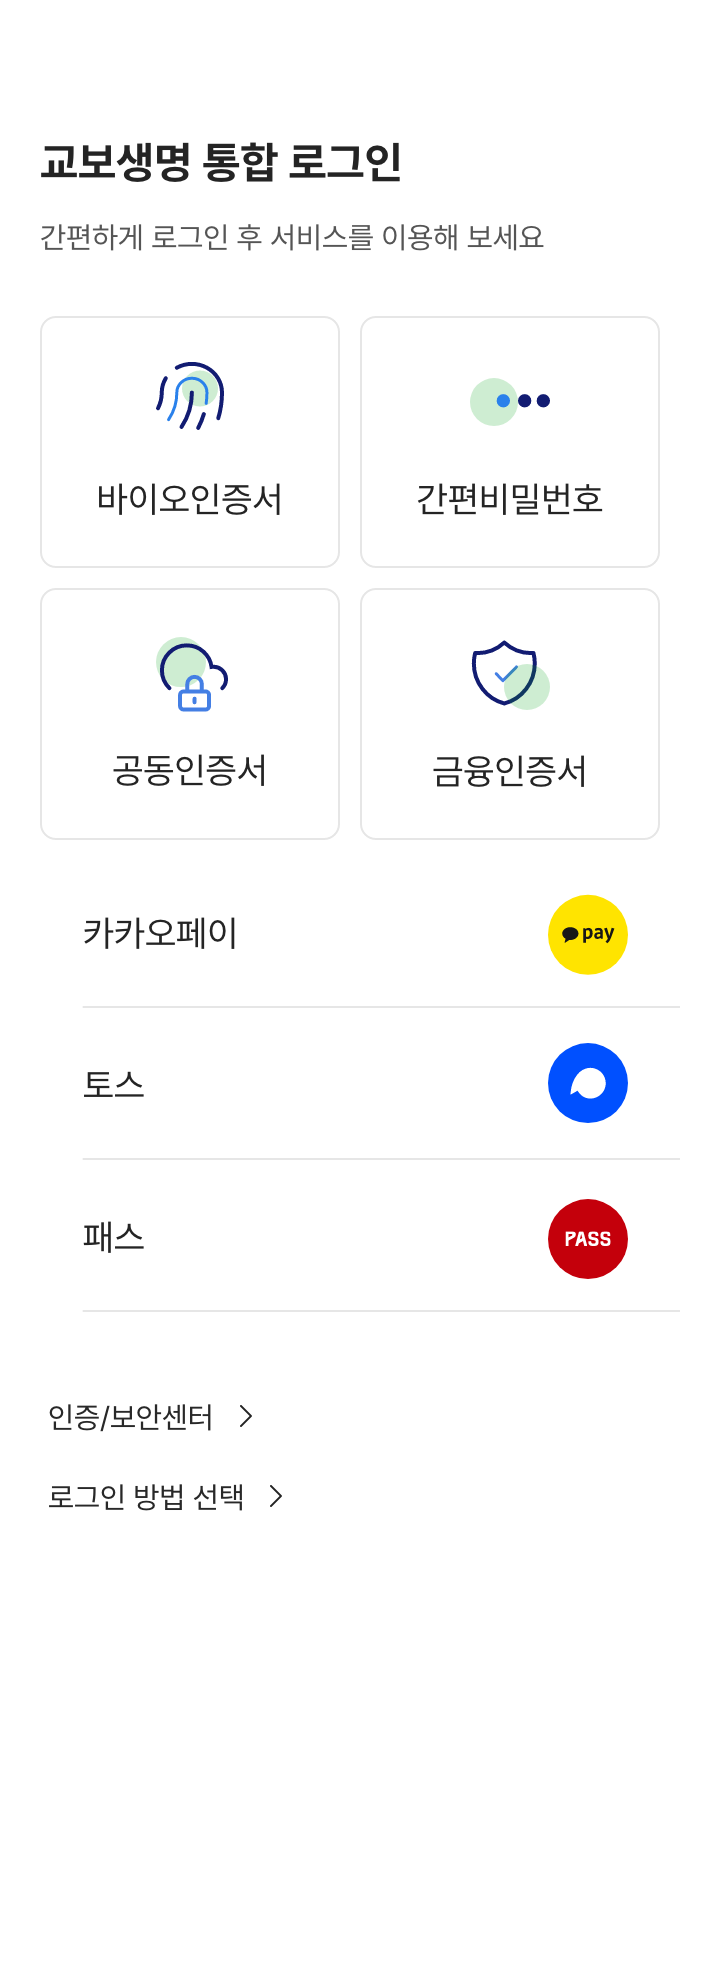 교보생명 통합 로그인
간편하게 로그인 후 서비스를 이용해 보세요
바이오인증서
간편비밀번호
공동인증서
금융인증서
카카오페이
pay
토스
패스
PASS
인증/보안센터
로그인 방법 선택